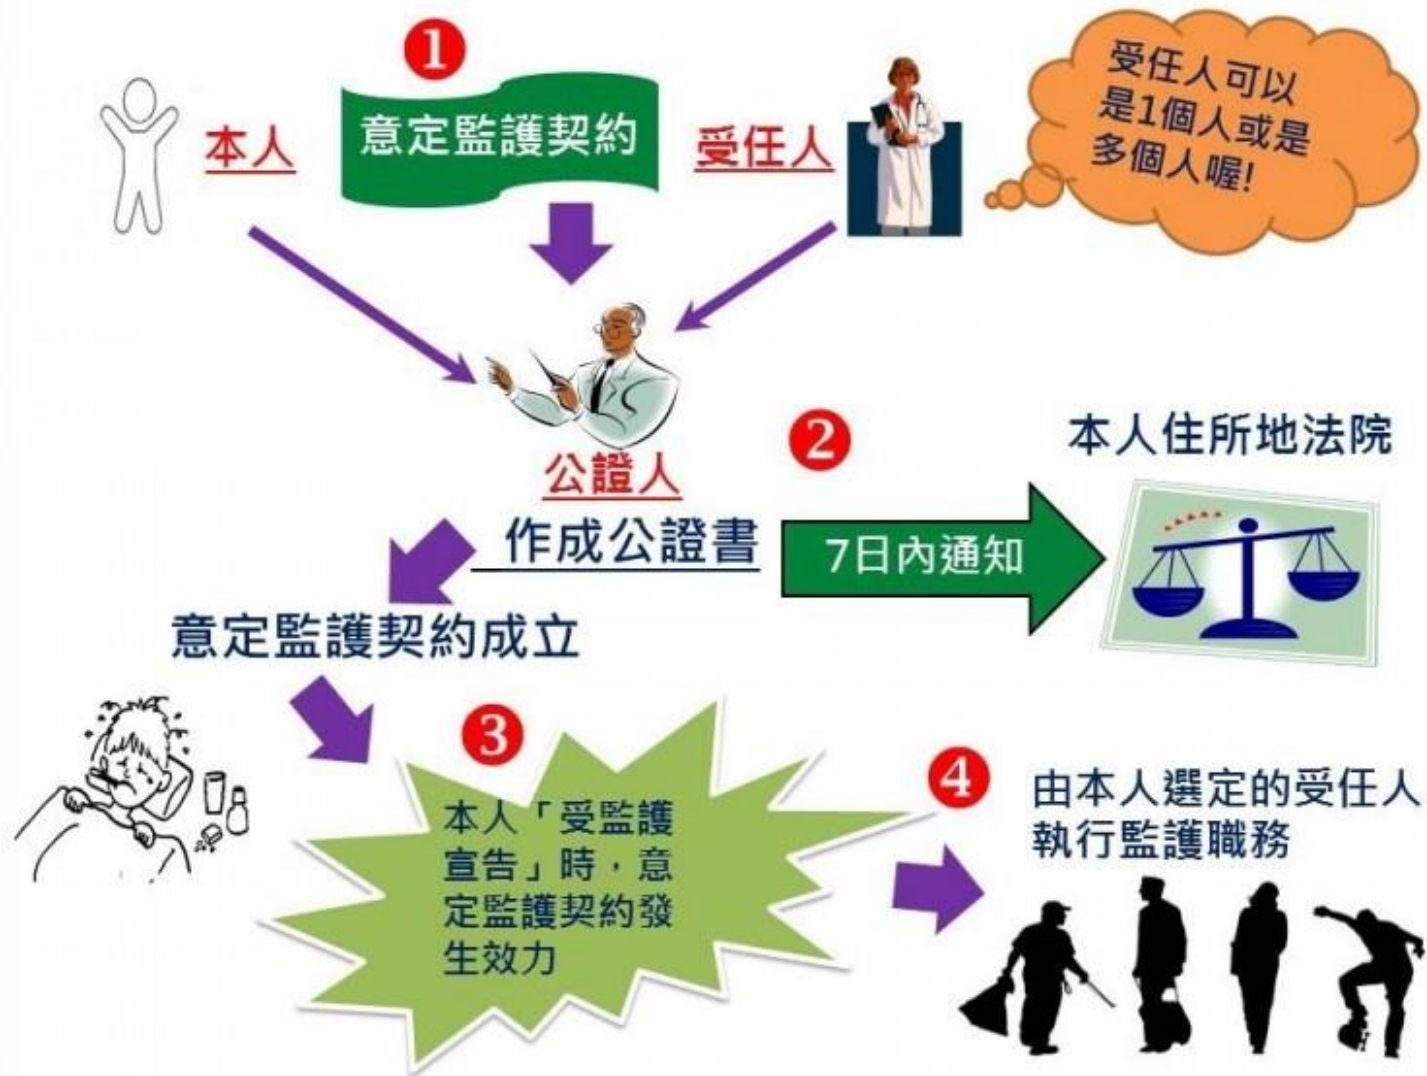 ❶
本人
意定監護契約
受任人
受任人可以
是1個人或是
多個人喔!
公證人
作成公證書
❷
7日內通知
本人住所地法院
意定監護契約成立
❸
本人「受監護
宣告」時，意
定監護契約發
生效力
❹
由本人選定的受任人
執行監護職務